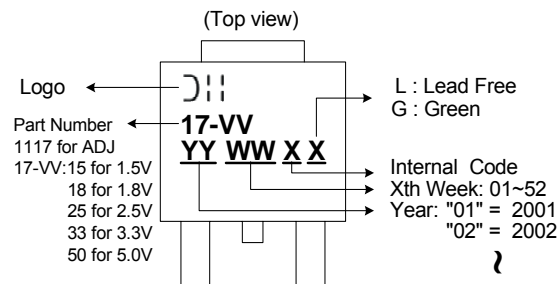 (Top view)
Logo
L : Lead Free
G : Green
Part Number
1117 for ADJ
17-VV:15 for 1.5V
18 for 1.8V
25 for 2.5V
33 for 3.3V
50 for 5.0V
17-VV
YY WW X X
Internal Code
Xth Week: 01~52
Year: "01" = 2001
"02" = 2002
~